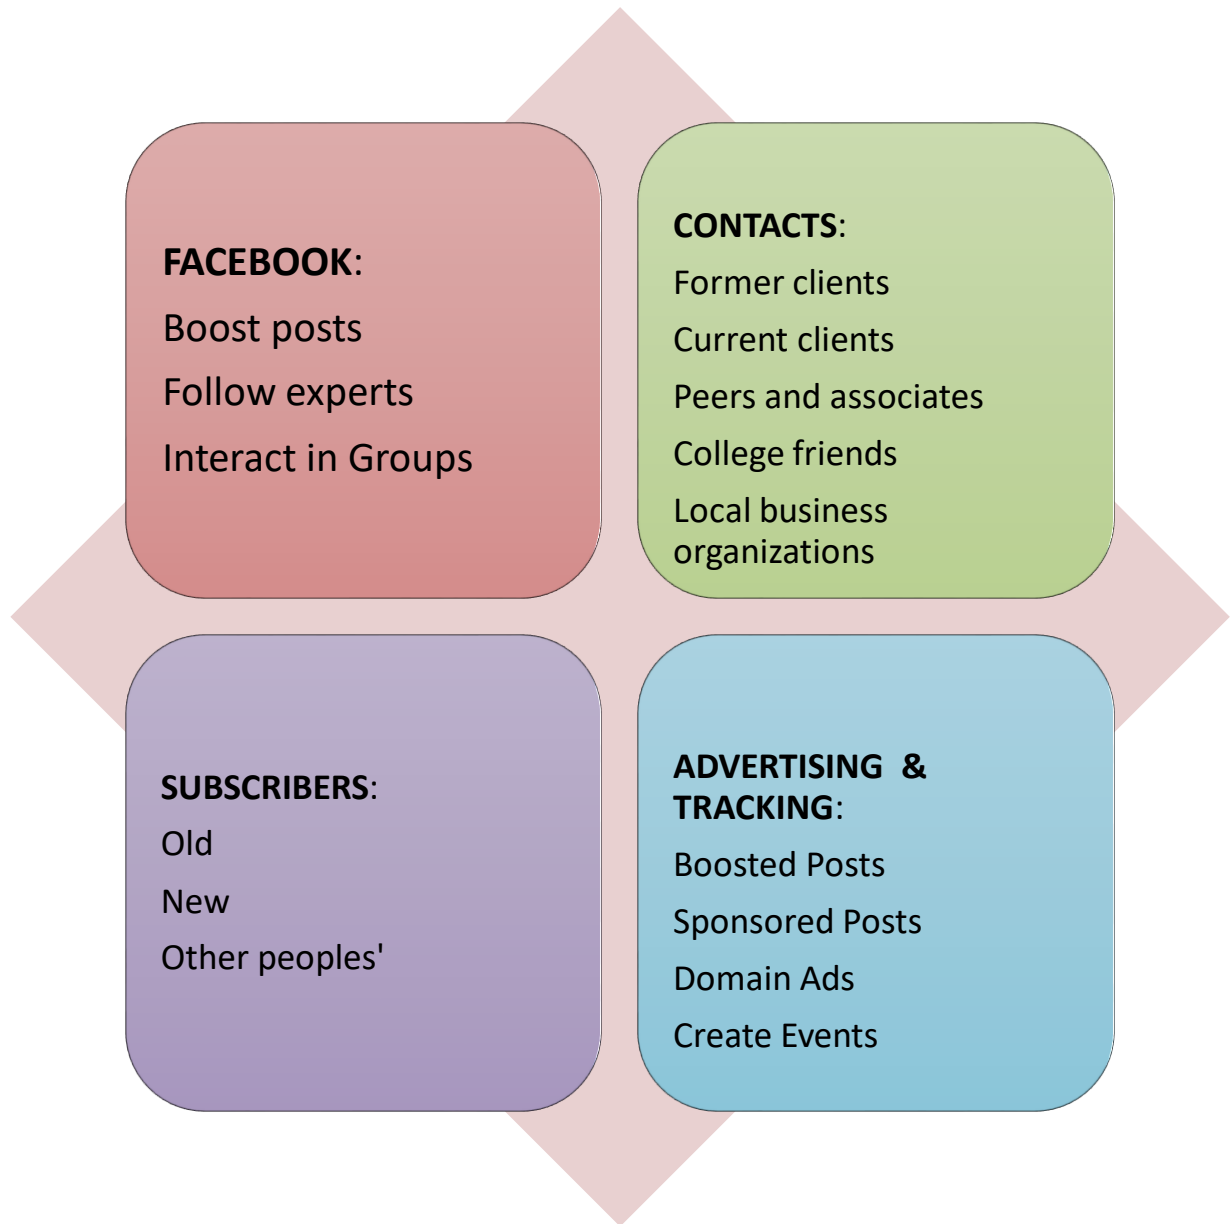 FACEBOOK:
Boost posts
Follow experts
Interact in Groups
CONTACTS:
Former clients
Current clients
Peers and associates
College friends
Local business
organizations
SUBSCRIBERS:
Old
New
Other peoples'
ADVERTISING &
TRACKING:
Boosted Posts
Sponsored Posts
Domain Ads
Create Events